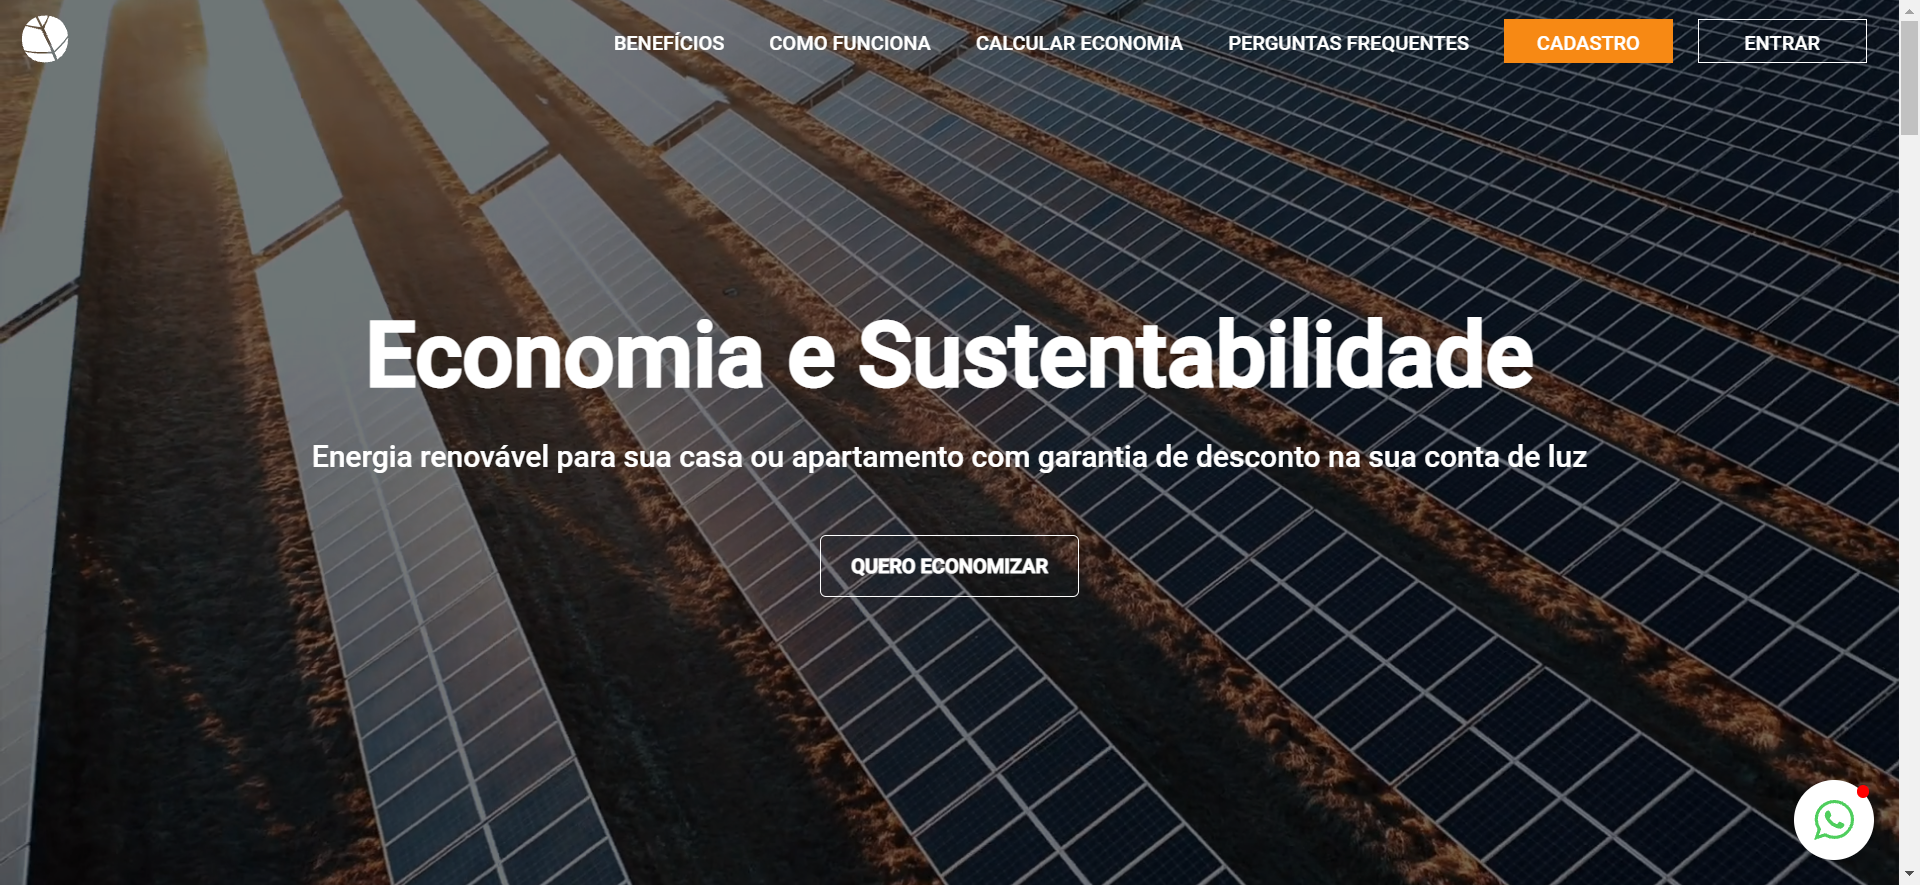 BENEFÍCIOS COMO FUNCIONA CALCULAR ECONOMIA PERGUNTAS FREQUENTES CADASTRO ENTRAR
Economia e Sustentabilidade
Energia renovável para sua casa ou apartamento com garantia de desconto na sua conta de luz
QUERO ECONOMIZAR